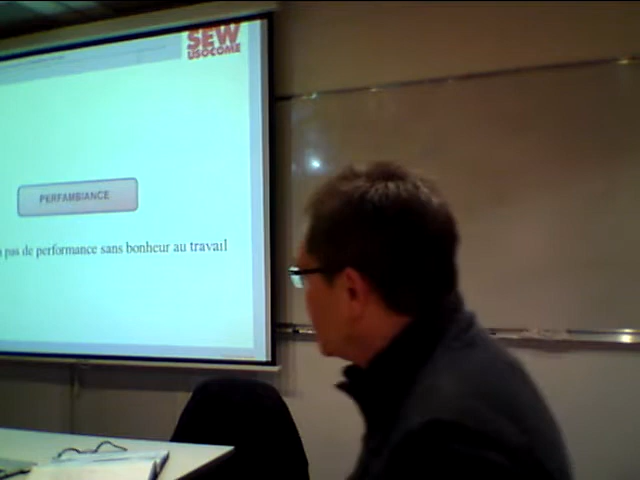 SEW
USOCOME
PERFAMBIANCE
pas de performance sans bonheur au travail